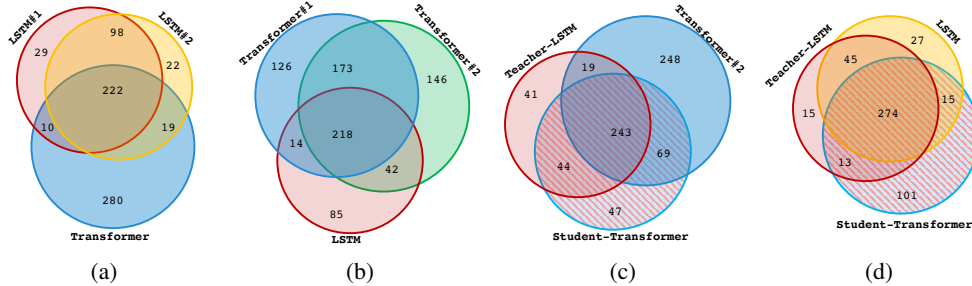 LSTM#1
LSTM#2
29
98
22
222
10
19
280
Transformer
(a)
Transformer#1
Transformer#2
126
173
146
218
14
42
85
LSTM
(b)
Teacher-LSTM
Transformer#2
19
248
41
243
44
69
47
Student-Transformer
(c)
Teacher-LSTM
LSTM
27
45
15
274
15
13
101
Student-Transformer
(d)